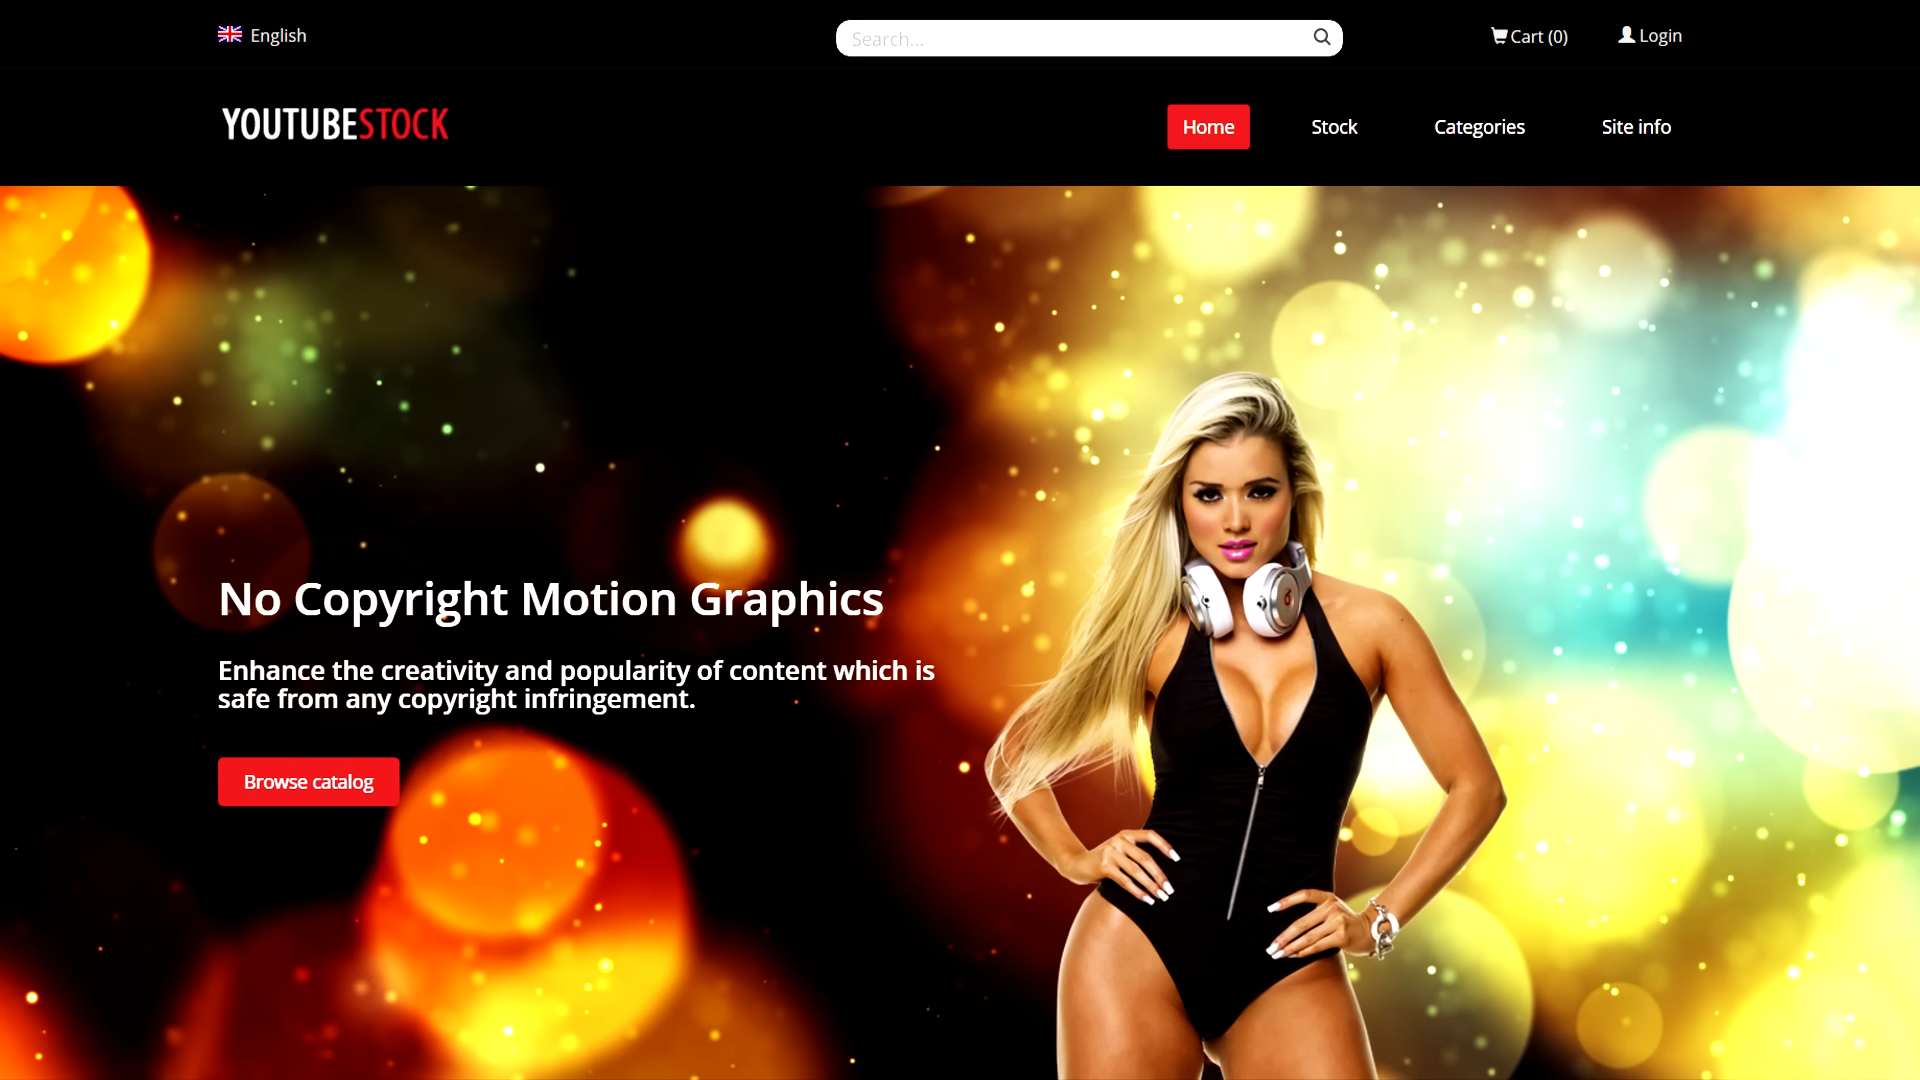 English
Search...
Cart (0)
Login
YOUTUBESTOCK
Home
Stock
Categories
Site info
No Copyright Motion Graphics
Enhance the creativity and popularity of content which is
safe from any copyright infringement.
Browse catalog